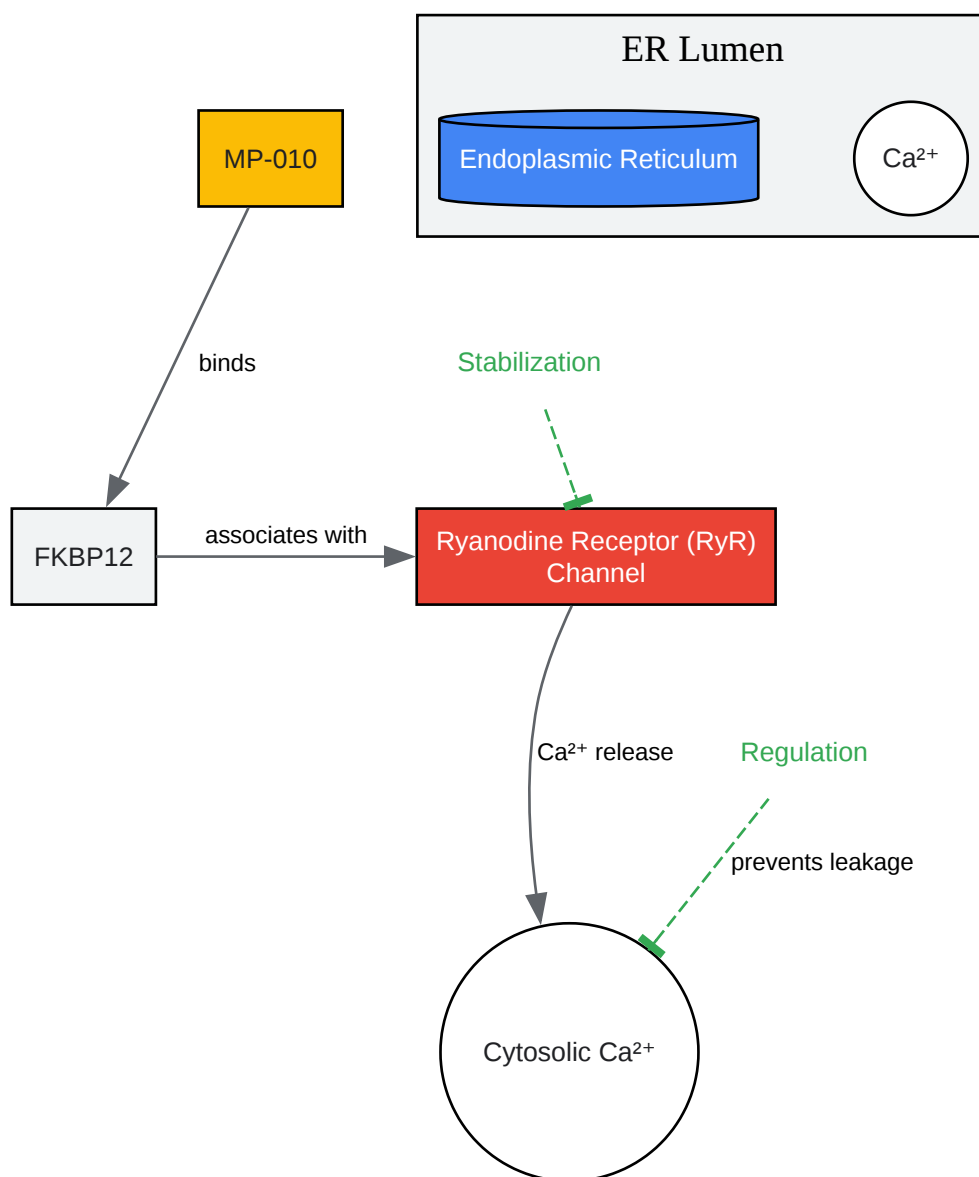 ER Lumen
MP-010
Endoplasmic Reticulum
Ca²⁺
binds
Stabilization
FKBP12
associates with
Ryanodine Receptor (RyR)
Channel
Ca²⁺ release
Regulation
prevents leakage
Cytosolic Ca²⁺